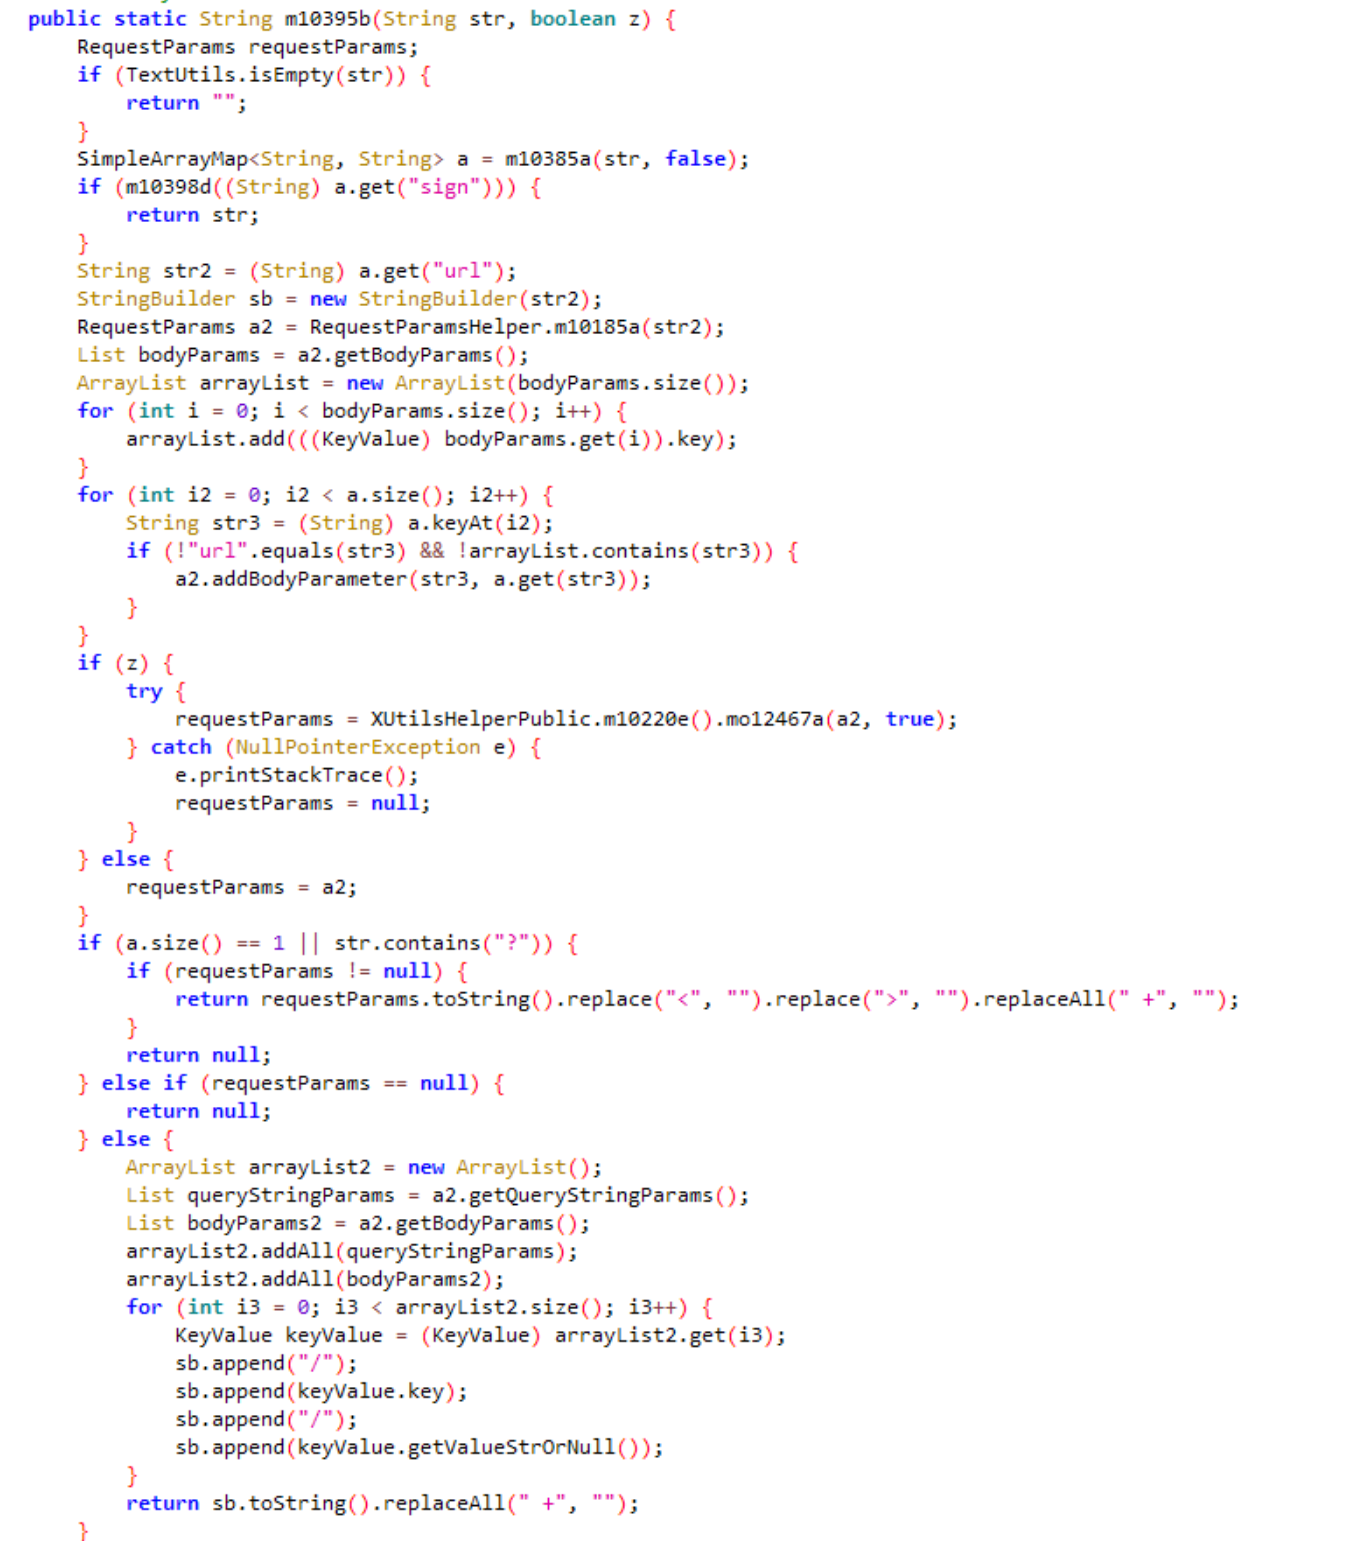 public static String m10395b(String str, boolean z) {
    RequestParams requestParams;
    if (TextUtils.isEmpty(str)) {
        return "";
    }
    SimpleArrayMap<String, String> a = m10385a(str, false);
    if (m10398d((String) a.get("sign"))) {
        return str;
    }
    String str2 = (String) a.get("url");
    StringBuilder sb = new StringBuilder(str2);
    RequestParams a2 = RequestParamsHelper.m10185a(str2);
    List bodyParams = a2.getBodyParams();
    ArrayList arrayList = new ArrayList(bodyParams.size());
    for (int i = 0; i < bodyParams.size(); i++) {
        arrayList.add(((KeyValue) bodyParams.get(i)).key);
    }
    for (int i2 = 0; i2 < a.size(); i2++) {
        String str3 = (String) a.keyAt(i2);
        if (!"url".equals(str3) && !arrayList.contains(str3)) {
            a2.addBodyParameter(str3, a.get(str3));
        }
    }
    if (z) {
        try {
            requestParams = XUtilsHelperPublic.m10220e().mo12467a(a2, true);
        } catch (NullPointerException e) {
            e.printStackTrace();
            requestParams = null;
        }
    } else {
        requestParams = a2;
    }
    if (a.size() == 1 || str.contains("?")) {
        if (requestParams != null) {
            return requestParams.toString().replace("<", "").replace(">", "").replaceAll(" +", "");
        }
        return null;
    } else if (requestParams == null) {
        return null;
    } else {
        ArrayList arrayList2 = new ArrayList();
        List queryStringParams = a2.getQueryStringParams();
        List bodyParams2 = a2.getBodyParams();
        arrayList2.addAll(queryStringParams);
        arrayList2.addAll(bodyParams2);
        for (int i3 = 0; i3 < arrayList2.size(); i3++) {
            KeyValue keyValue = (KeyValue) arrayList2.get(i3);
            sb.append("/");
            sb.append(keyValue.key);
            sb.append("/");
            sb.append(keyValue.getValueStrOrNull());
        }
        return sb.toString().replaceAll(" +", "");
    }